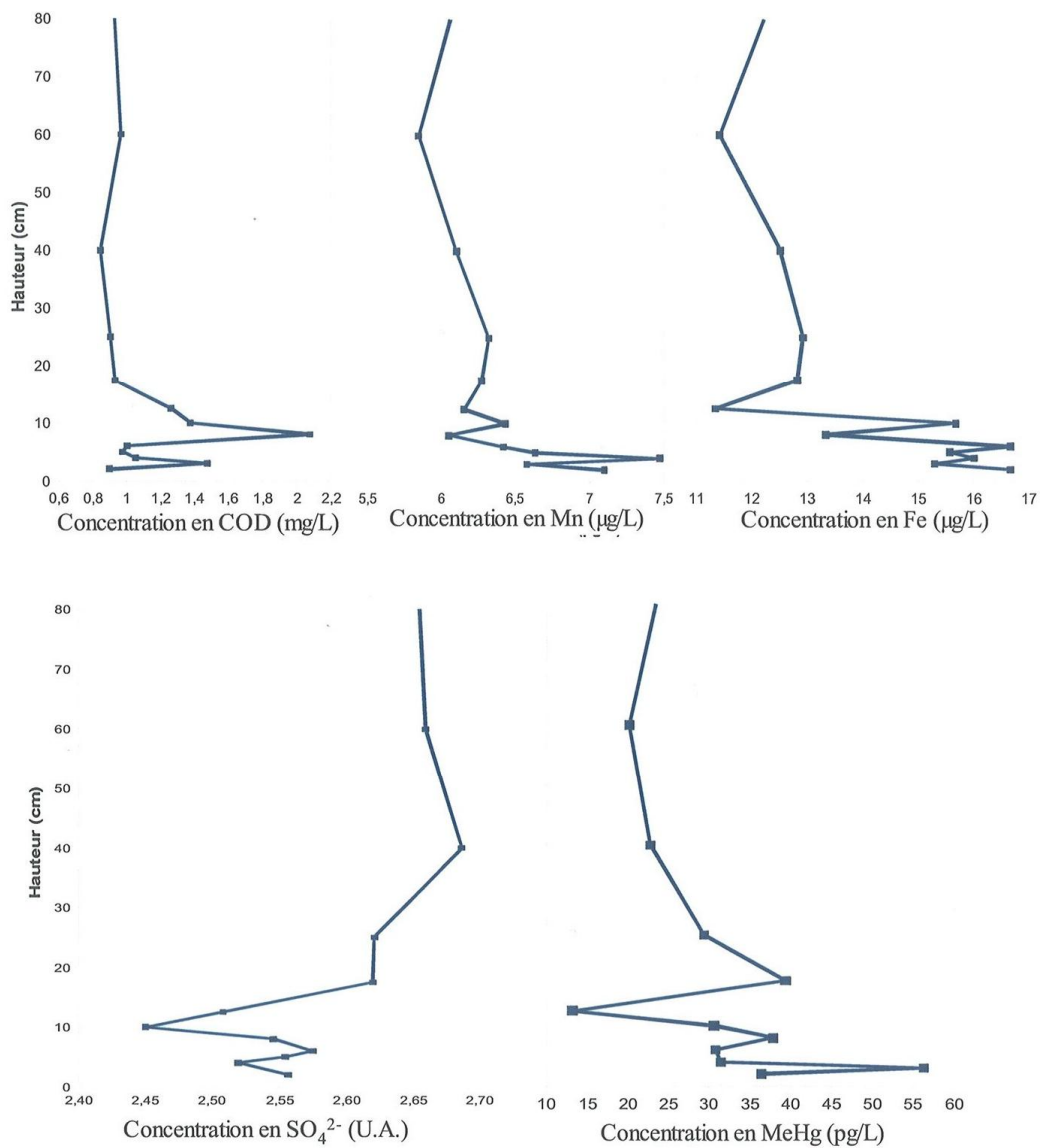 80
70
60
50
40
30
20
10
0
Hauteur (cm)
0,6 0,8 1 1,2 1,4 1,6 1,8 2 2,2
Concentration en COD (mg/L)
5,5 6 6,5 7 7,5
Concentration en Mn (µg/L)
11 12 13 14 15 16 17
Concentration en Fe (µg/L)
80
70
60
50
40
30
20
10
0
Hauteur (cm)
2,40 2,45 2,50 2,55 2,60 2,65 2,70
Concentration en SO₄²⁻ (U.A.)
10 15 20 25 30 35 40 45 50 55 60
Concentration en MeHg (pg/L)